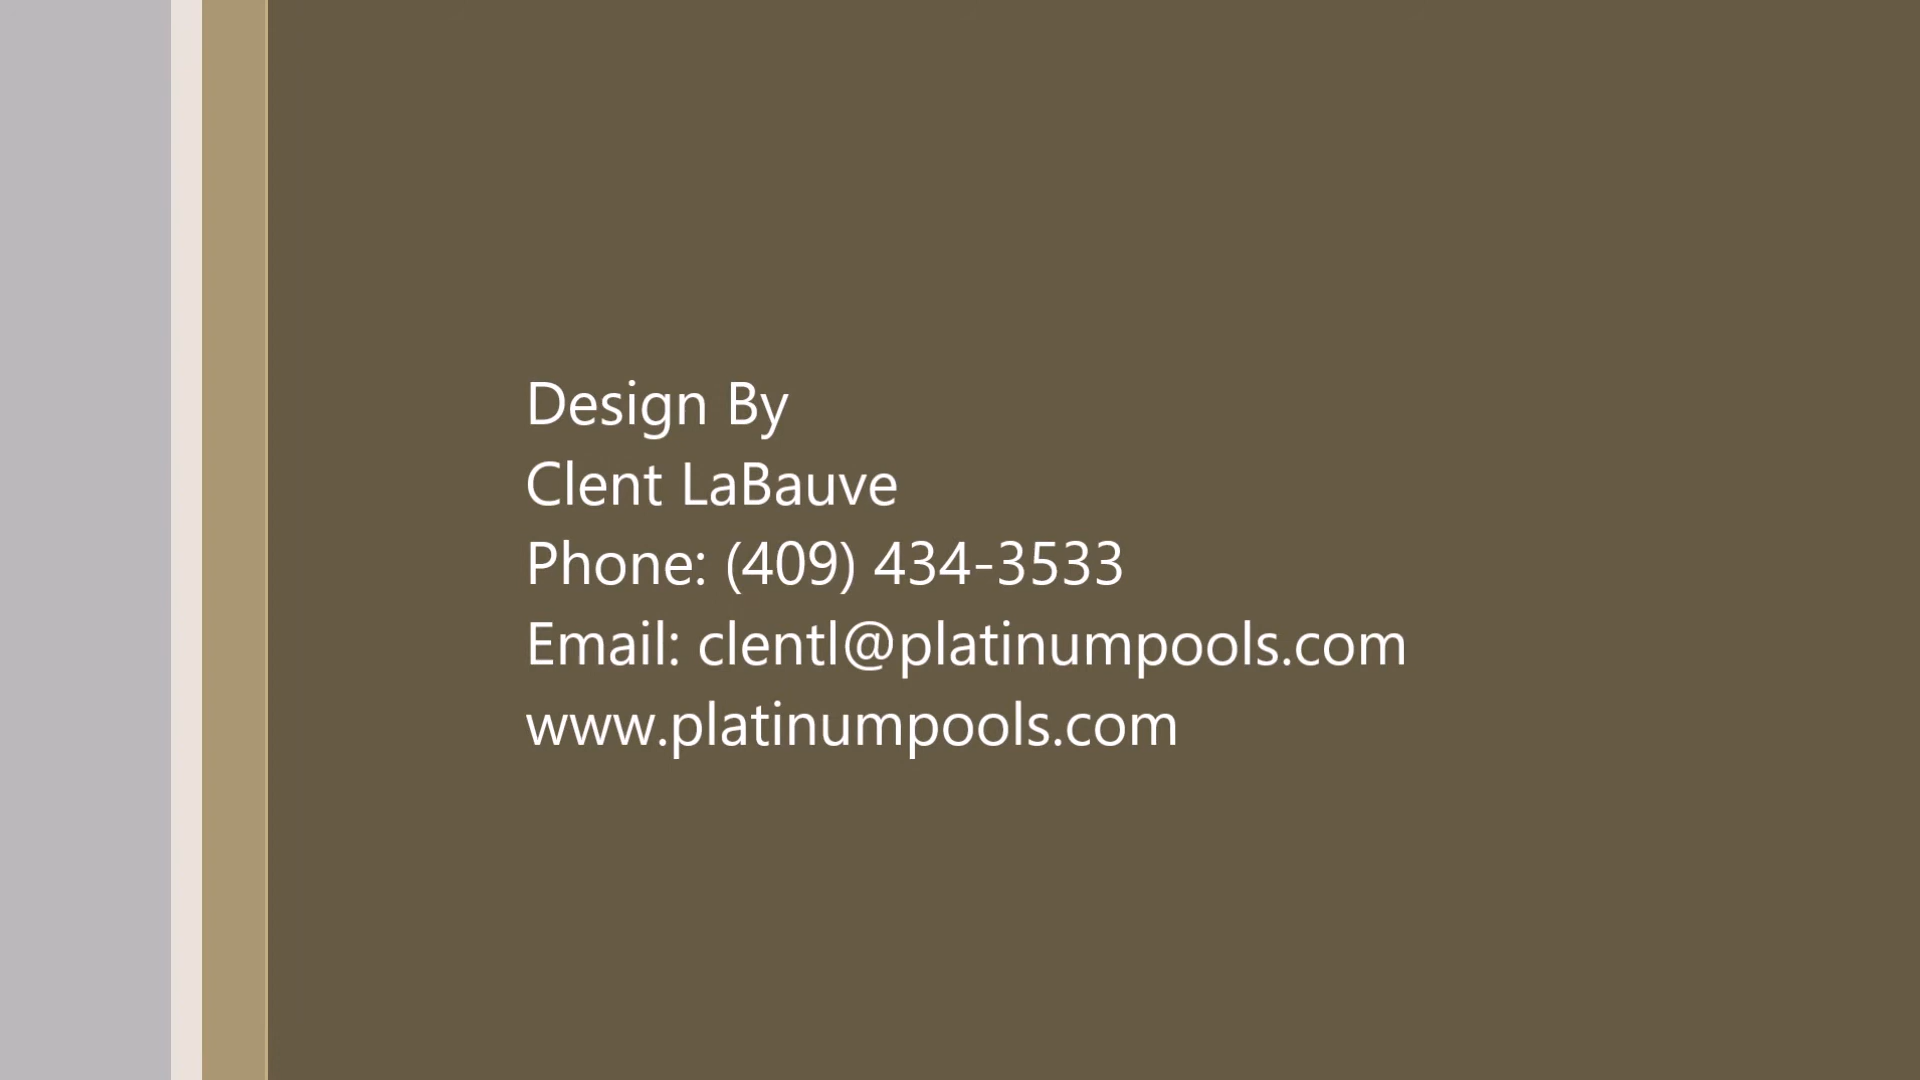 Design By
Clent LaBauve
Phone: (409) 434-3533
Email: clentl@platinumpools.com
www.platinumpools.com